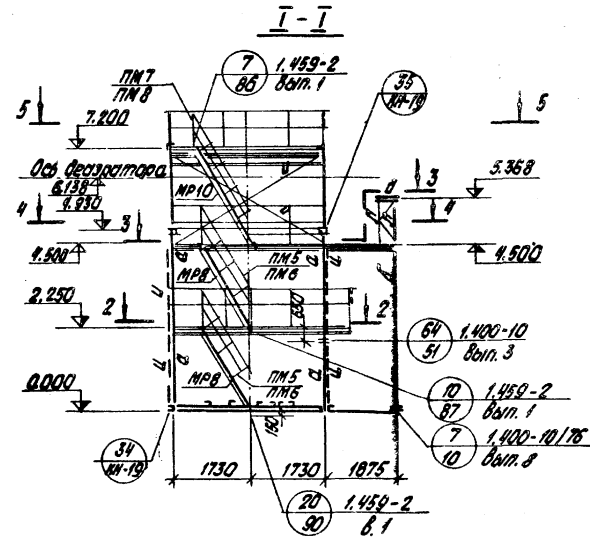 I - I
ПМ7
ПМ8
7
86
1.459-2
Вып. 1
35
КН-19
5
5
7.200
Ось деаэратора
6.138
4.930
МР10
5.368
в
3
4
4
3
4.500
4.500
а
и
МР8
ПМ5
ПМ6
а
и
и
2.250
2
2
630
64
51
1.400-10
Вып. 3
и
а
МР8
ПМ5
ПМ6
а
и
0.000
10
87
1.459-2
Вып. 1
150
34
КН-19
7
10
1.400-10/76
Вып. 8
1730
1730
1875
20
90
1.459-2
в. 1